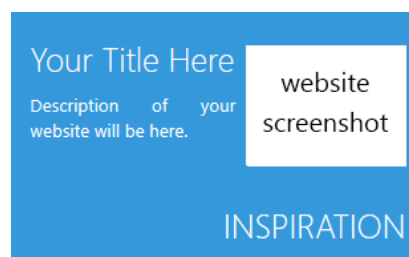 Your Title Here
Description of your
website will be here.
website
screenshot
INSPIRATION